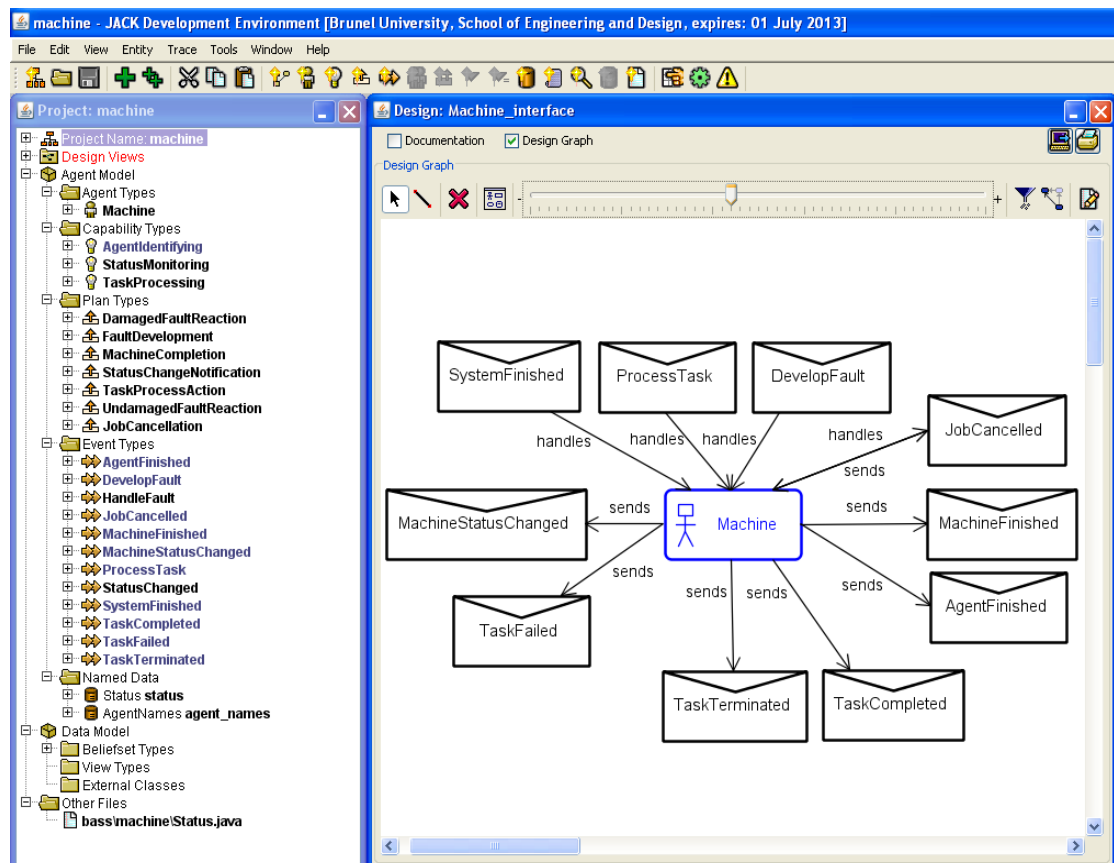 machine - JACK Development Environment [Brunel University, School of Engineering and Design, expires: 01 July 2013]
File Edit View Entity Trace Tools Window Help
Project: machine
Project Name: machine
Design Views
Agent Model
Agent Types
Machine
Capability Types
AgentIdentifying
StatusMonitoring
TaskProcessing
Plan Types
DamagedFaultReaction
FaultDevelopment
MachineCompletion
StatusChangeNotification
TaskProcessAction
UndamagedFaultReaction
JobCancellation
Event Types
AgentFinished
DevelopFault
HandleFault
JobCancelled
MachineFinished
MachineStatusChanged
ProcessTask
StatusChanged
SystemFinished
TaskCompleted
TaskFailed
TaskTerminated
Named Data
Status status
AgentNames agent_names
Data Model
Beliefset Types
View Types
External Classes
Other Files
bass\machine\Status.java
Design: Machine_interface
Documentation Design Graph
Design Graph
- +
SystemFinished ProcessTask DevelopFault
JobCancelled
handles handles handles handles
sends
MachineStatusChanged sends Machine sends MachineFinished
sends sends
AgentFinished
sends sends
TaskFailed
TaskTerminated TaskCompleted